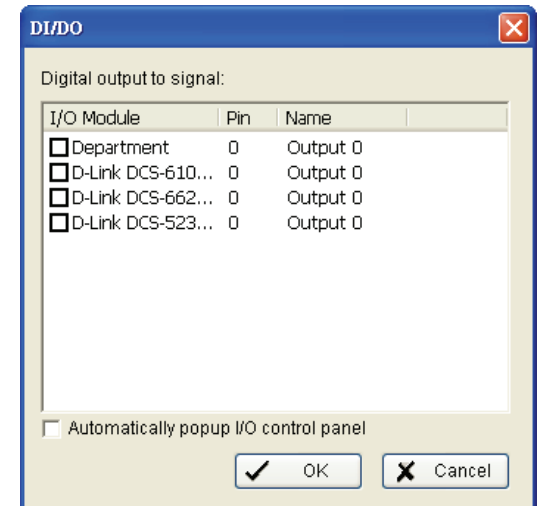 DI/DO
Digital output to signal:
I/O Module Pin Name
Department 0 Output 0
D-Link DCS-610... 0 Output 0
D-Link DCS-662... 0 Output 0
D-Link DCS-523... 0 Output 0
Automatically popup I/O control panel
OK Cancel